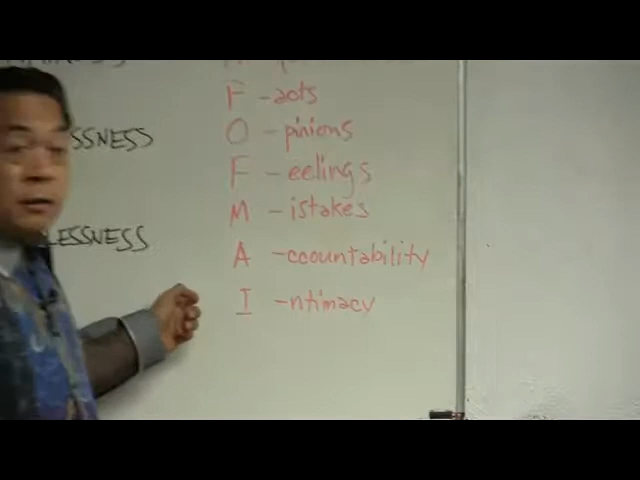 F - acts
SSNESS O - pinions
F - eelings
M - istakes
LESSNESS A - ccountability
I - ntimacy